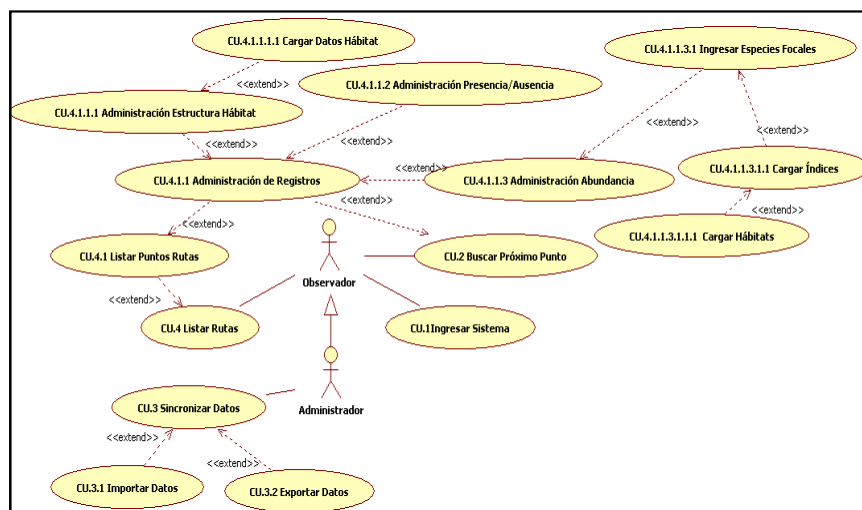 CU.4.1.1.1.1 Cargar Datos Hábitat
CU.4.1.1.3.1 Ingresar Especies Focales
<<extend>>
CU.4.1.1.2 Administración Presencia/Ausencia
CU.4.1.1.1 Administración Estructura Hábitat
<<extend>>
<<extend>>
<<extend>>
<<extend>>
CU.4.1.1 Administración de Registros
<<extend>>
CU.4.1.1.3 Administración Abundancia
CU.4.1.1.3.1.1 Cargar Índices
<<extend>>
<<extend>>
<<extend>>
CU.4.1.1.3.1.1.1 Cargar Hábitats
CU.4.1 Listar Puntos Rutas
CU.2 Buscar Próximo Punto
Observador
<<extend>>
CU.4 Listar Rutas
CU.1Ingresar Sistema
CU.3 Sincronizar Datos
Administrador
<<extend>>
<<extend>>
CU.3.1 Importar Datos
CU.3.2 Exportar Datos